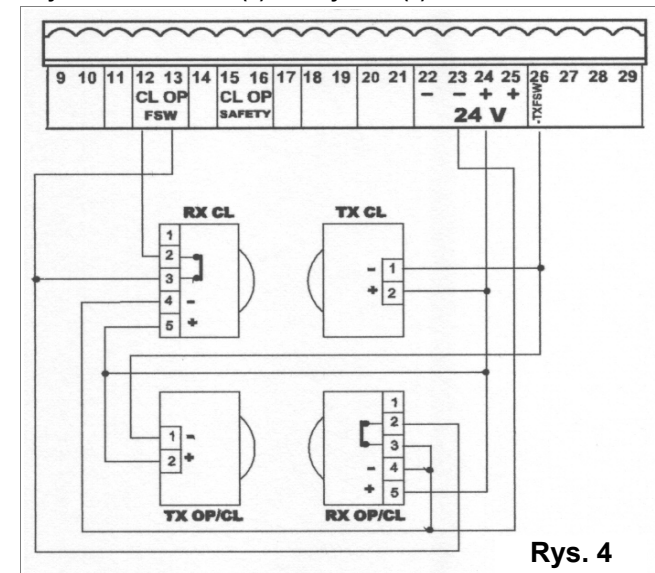 9 10 11 12 13 14 15 16 17 18 19 20 21 22 23 24 25 26 27 28 29
CL OP CL OP - - + +
FSW SAFETY 24 V -TXFSW
RX CL TX CL
1
2
3
4 -
5 +
- 1
+ 2
1 -
2 +
1
2
3
- 4
+ 5
TX OP/CL RX OP/CL
Rys. 4